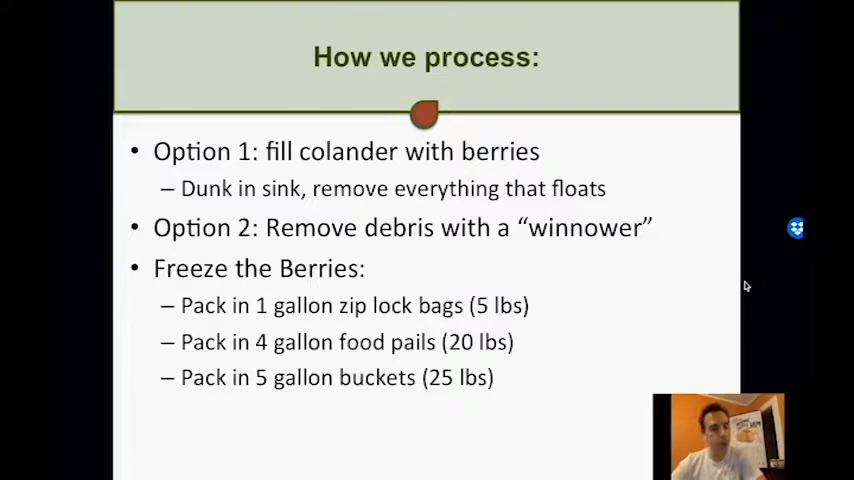 How we process:
• Option 1: fill colander with berries
– Dunk in sink, remove everything that floats
• Option 2: Remove debris with a “winnower”
• Freeze the Berries:
– Pack in 1 gallon zip lock bags (5 lbs)
– Pack in 4 gallon food pails (20 lbs)
– Pack in 5 gallon buckets (25 lbs)